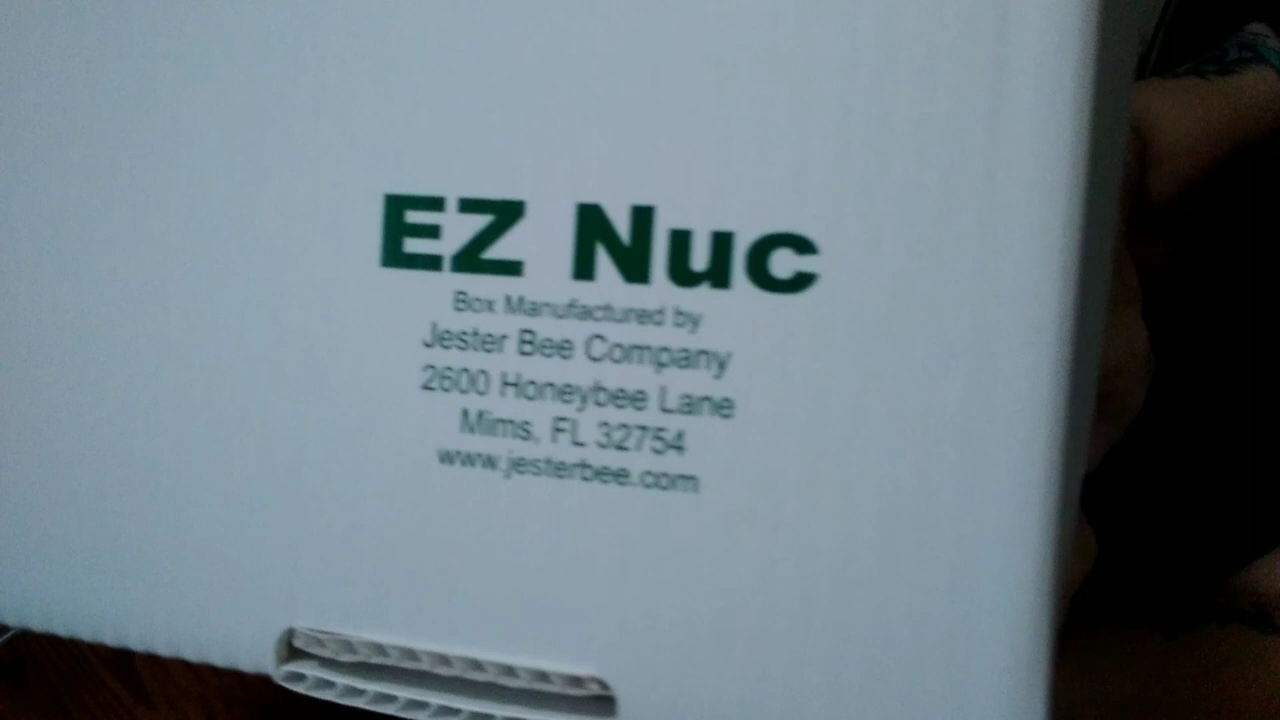 EZ Nuc
Box Manufactured by
Jester Bee Company
2600 Honeybee Lane
Mims, FL 32754
www.jesterbee.com